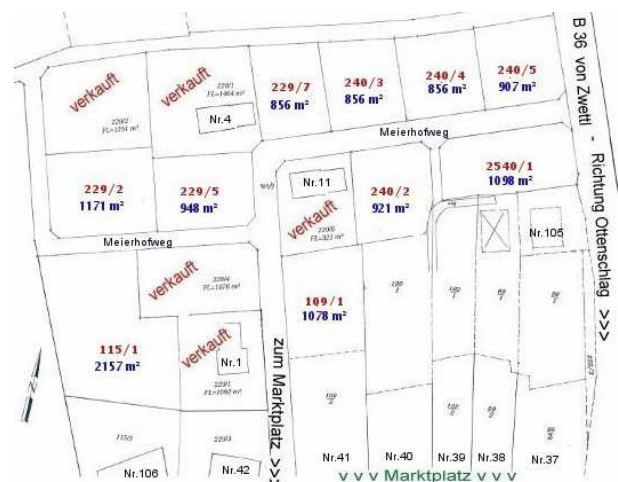 verkauft
verkauft
229/7
856 m²
240/3
856 m²
240/4
856 m²
240/5
907 m²
B 36 von Zwettl - Richtung Ottenschlag >>>
Nr.4
Meierhofweg
229/2
1171 m²
229/5
948 m²
Nr.11
verkauft
240/2
921 m²
2540/1
1098 m²
Nr.105
Meierhofweg
verkauft
109/1
1078 m²
115/1
2157 m²
verkauft
Nr.1
zum Marktplatz >>>
N
115/3
Nr.106
Nr.42
Nr.41
Nr.40
Nr.39
Nr.38
Nr.37
v v v Marktplatz v v v